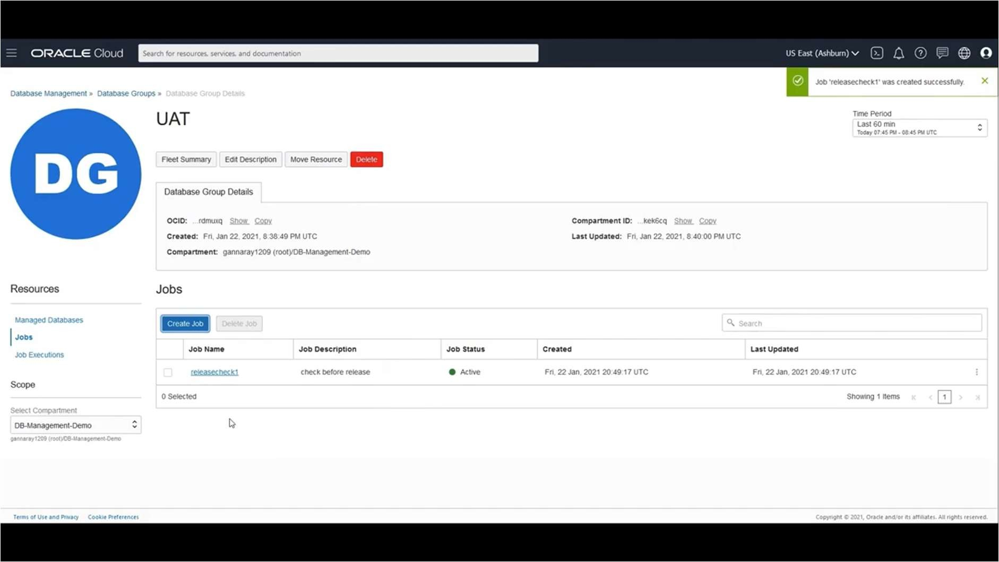 ORACLE Cloud
Search for resources, services, and documentation
US East (Ashburn)
Job 'releasecheck1' was created successfully.
Database Management » Database Groups » Database Group Details
DG
UAT
Time Period
Last 60 min
Today 07:45 PM - 08:45 PM UTC
Fleet Summary Edit Description Move Resource Delete
Database Group Details
OCID: ...rdmuxq Show Copy
Compartment ID: ...kek6cq Show Copy
Created: Fri, Jan 22, 2021, 8:38:49 PM UTC
Last Updated: Fri, Jan 22, 2021, 8:40:00 PM UTC
Compartment: gannaray1209 (root)/DB-Management-Demo
Resources
Managed Databases
Jobs
Job Executions
Scope
Select Compartment
DB-Management-Demo
gannaray1209 (root)/DB-Management-Demo
Jobs
Create Job Delete Job
Search
Job Name Job Description Job Status Created Last Updated
releasecheck1 check before release Active Fri, 22 Jan, 2021 20:49:17 UTC Fri, 22 Jan, 2021 20:49:17 UTC
0 Selected
Showing 1 Items 1
Terms of Use and Privacy Cookie Preferences
Copyright © 2021, Oracle and/or its affiliates. All rights reserved.